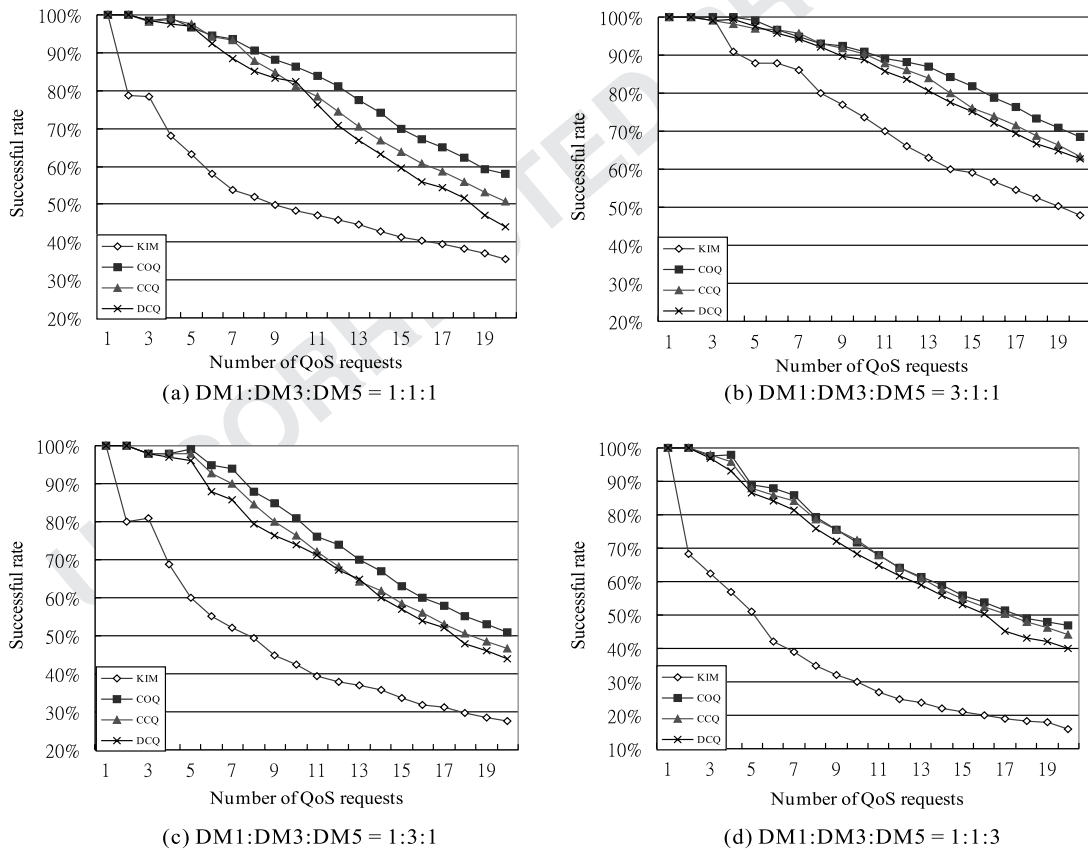 100%
90%
80%
70%
60%
50%
40%
30%
20%
Successful rate
KIM
COQ
CCQ
DCQ
1 3 5 7 9 11 13 15 17 19
Number of QoS requests
(a) DM1:DM3:DM5 = 1:1:1
100%
90%
80%
70%
60%
50%
40%
30%
20%
Successful rate
KIM
COQ
CCQ
DCQ
1 3 5 7 9 11 13 15 17 19
Number of QoS requests
(b) DM1:DM3:DM5 = 3:1:1
100%
90%
80%
70%
60%
50%
40%
30%
20%
Successful rate
KIM
COQ
CCQ
DCQ
1 3 5 7 9 11 13 15 17 19
Number of QoS requests
(c) DM1:DM3:DM5 = 1:3:1
100%
90%
80%
70%
60%
50%
40%
30%
20%
10%
Successful rate
KIM
COQ
CCQ
DCQ
1 3 5 7 9 11 13 15 17 19
Number of QoS requests
(d) DM1:DM3:DM5 = 1:1:3